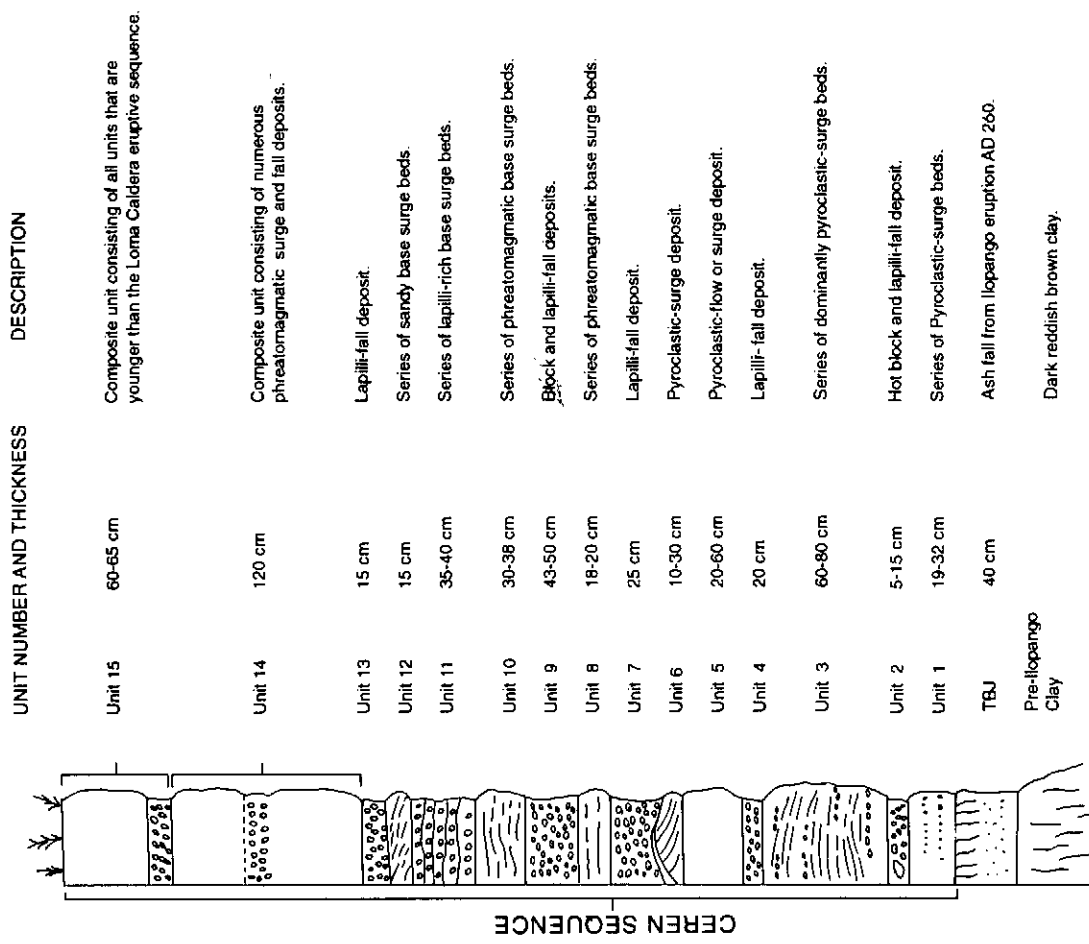 UNIT NUMBER AND THICKNESS DESCRIPTION
Unit 15 60-65 cm Composite unit consisting of all units that are
younger than the Loma Caldera eruptive sequence.
Unit 14 120 cm Composite unit consisting of numerous
phreatomagmatic surge and fall deposits.
Unit 13 15 cm Lapilli-fall deposit.
Unit 12 15 cm Series of sandy base surge beds.
Unit 11 35-40 cm Series of lapilli-rich base surge beds.
Unit 10 30-38 cm Series of phreatomagmatic base surge beds.
Unit 9 43-50 cm Block and lapilli-fall deposits.
Unit 8 18-20 cm Series of phreatomagmatic base surge beds.
Unit 7 25 cm Lapilli-fall deposit.
Unit 6 10-30 cm Pyroclastic-surge deposit.
Unit 5 20-60 cm Pyroclastic-flow or surge deposit.
Unit 4 20 cm Lapilli- fall deposit.
Unit 3 60-80 cm Series of dominantly pyroclastic-surge beds.
Unit 2 5-15 cm Hot block and lapilli-fall deposit.
Unit 1 19-32 cm Series of Pyroclastic-surge beds.
TBJ 40 cm Ash fall from Ilopango eruption AD 260.
Pre-Ilopango
Clay Dark reddish brown clay.
CEREN SEQUENCE